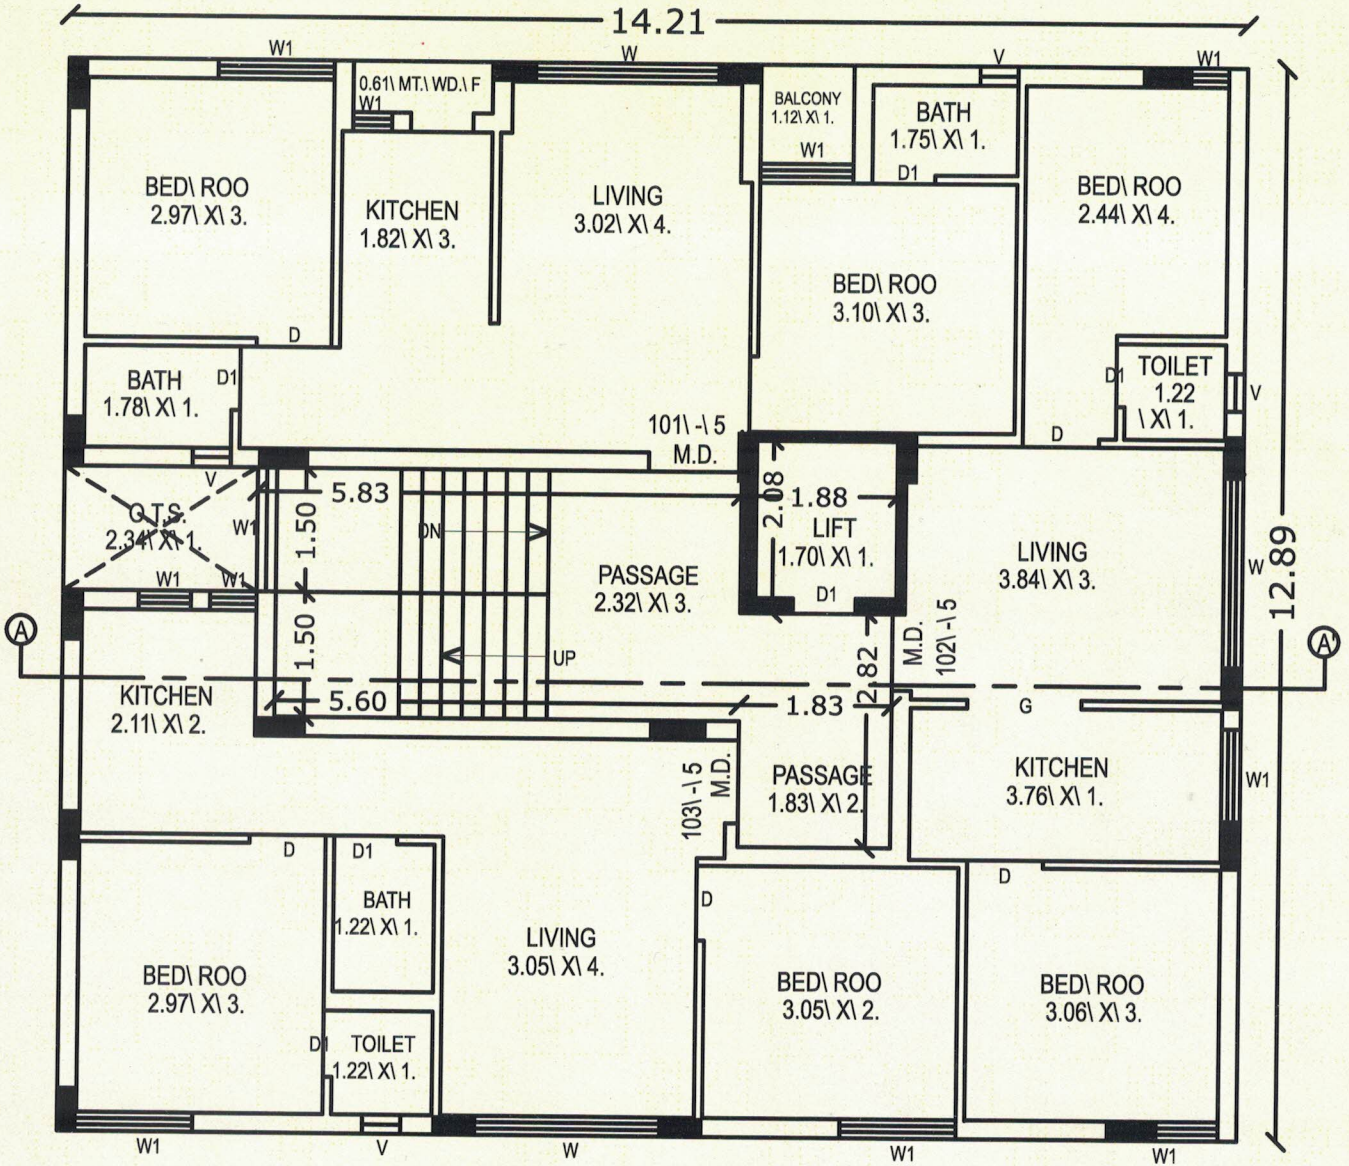 14.21
W1
W
V
W1
0.61\ MT.\ WD.\ F
W1
BALCONY
1.12\ X\ 1.
W1
BATH
1.75\ X\ 1.
D1
BED\ ROO
2.97\ X\ 3.
KITCHEN
1.82\ X\ 3.
LIVING
3.02\ X\ 4.
BED\ ROO
2.44\ X\ 4.
BED\ ROO
3.10\ X\ 3.
D
BATH
1.78\ X\ 1.
D1
TOILET
1.22
\ X\ 1.
D1
V
D
101\ -\ 5
M.D.
V
O.T.S.
2.34\ X\ 1.
W1
W1
W1
5.83
1.50
DN
2.08
1.88
LIFT
1.70\ X\ 1.
D1
LIVING
3.84\ X\ 3.
W
12.89
PASSAGE
2.32\ X\ 3.
A
1.50
UP
M.D.
102\ -\ 5
A'
KITCHEN
2.11\ X\ 2.
5.60
2.82
1.83
G
103\ -\ 5
M.D.
PASSAGE
1.83\ X\ 2.
KITCHEN
3.76\ X\ 1.
W1
D
D1
D
D
BATH
1.22\ X\ 1.
LIVING
3.05\ X\ 4.
BED\ ROO
2.97\ X\ 3.
BED\ ROO
3.05\ X\ 2.
BED\ ROO
3.06\ X\ 3.
D1
TOILET
1.22\ X\ 1.
W1
V
W
W1
W1